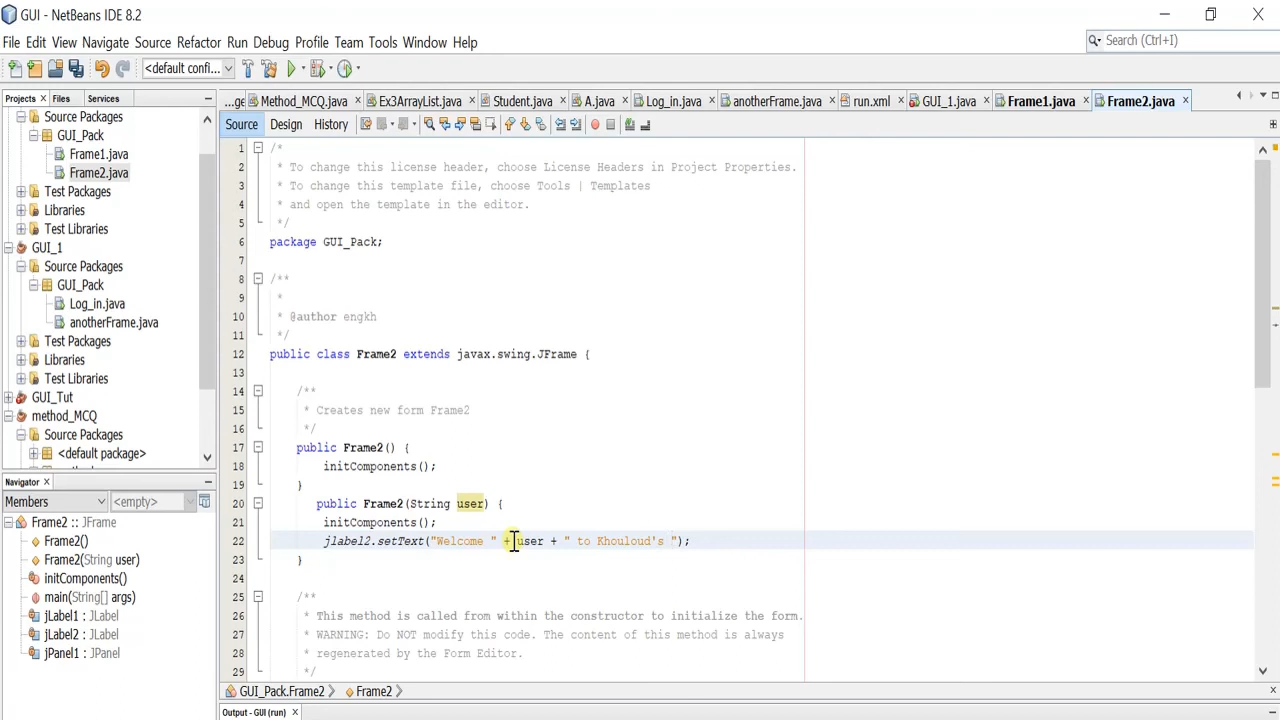 GUI - NetBeans IDE 8.2
File Edit View Navigate Source Refactor Run Debug Profile Team Tools Window Help
Search (Ctrl+I)
<default confi...
Projects Files Services
...ge Method_MCQ.java Ex3ArrayList.java Student.java A.java Log_in.java anotherFrame.java run.xml GUI_1.java Frame1.java Frame2.java
Source Design History
Source Packages
GUI_Pack
Frame1.java
Frame2.java
Test Packages
Libraries
Test Libraries
GUI_1
Source Packages
GUI_Pack
Log_in.java
anotherFrame.java
Test Packages
Libraries
Test Libraries
GUI_Tut
method_MCQ
Source Packages
<default package>
Navigator
Members <empty>
Frame2 :: JFrame
Frame2()
Frame2(String user)
initComponents()
main(String[] args)
jLabel1 : JLabel
jLabel2 : JLabel
jPanel1 : JPanel
1 /*
2 * To change this license header, choose License Headers in Project Properties.
3 * To change this template file, choose Tools | Templates
4 * and open the template in the editor.
5 */
6 package GUI_Pack;
7
8 /**
9 *
10 * @author engkh
11 */
12 public class Frame2 extends javax.swing.JFrame {
13
14 /**
15 * Creates new form Frame2
16 */
17 public Frame2() {
18 initComponents();
19 }
20 public Frame2(String user) {
21 initComponents();
22 jlabel2.setText("Welcome " + user + " to Khouloud's ");
23 }
24
25 /**
26 * This method is called from within the constructor to initialize the form.
27 * WARNING: Do NOT modify this code. The content of this method is always
28 * regenerated by the Form Editor.
29 */
GUI_Pack.Frame2 Frame2
Output - GUI (run)